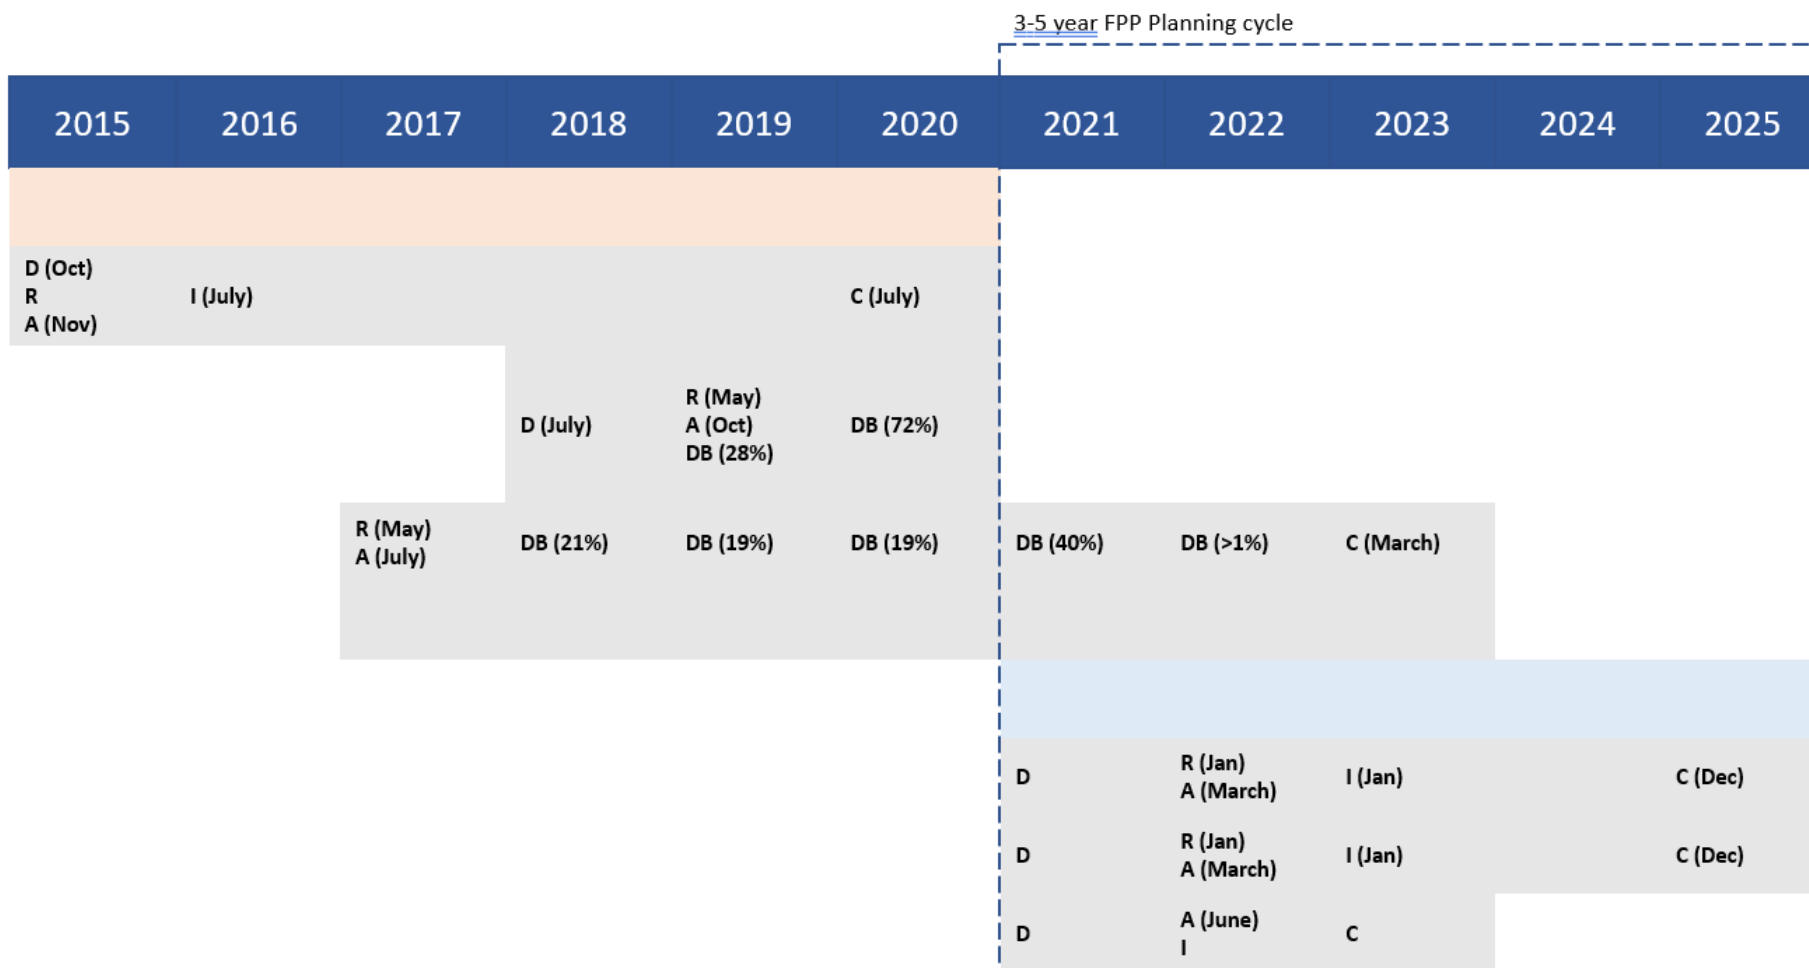 3-5 year FPP Planning cycle
2015 2016 2017 2018 2019 2020 2021 2022 2023 2024 2025
D (Oct)
R
A (Nov)
I (July)
C (July)
D (July)
R (May)
A (Oct)
DB (28%)
DB (72%)
R (May)
A (July)
DB (21%)
DB (19%)
DB (19%)
DB (40%)
DB (>1%)
C (March)
D
R (Jan)
A (March)
I (Jan)
C (Dec)
D
R (Jan)
A (March)
I (Jan)
C (Dec)
D
A (June)
I
C